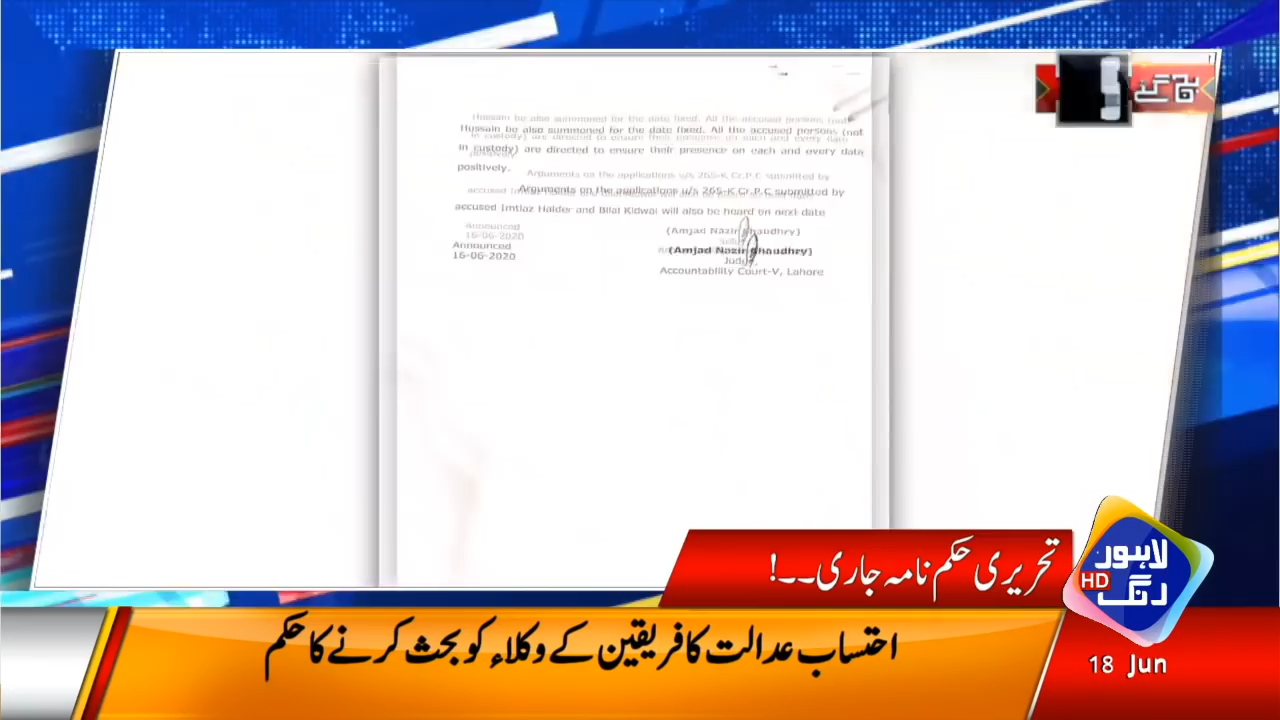 بج گئے
Hussain be also summoned for the date fixed. All the accused persons (not
in custody) are directed to ensure their presence on each and every date
positively.
Arguments on the applications u/s 265-K Cr.P.C submitted by
accused Imtiaz Haider and Bilal Kidwai will also be heard on next date
Announced
16-06-2020
(Amjad Nazir Chaudhry)
Judge,
Accountability Court-V, Lahore
تحریری حکم نامہ جاری۔۔!
لاہور
رنگ
HD
احتساب عدالت کا فریقین کے وکلاء کو بحث کرنے کا حکم
18 Jun